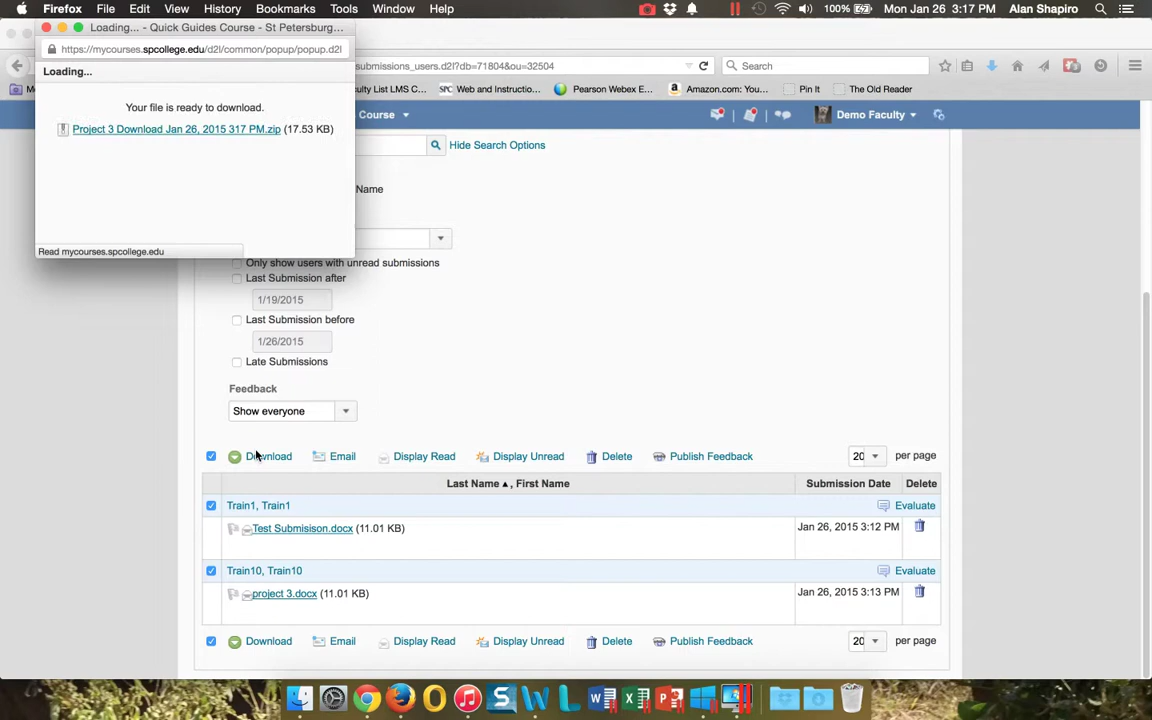 Firefox File Edit View History Bookmarks Tools Window Help 100% Mon Jan 26 3:17 PM Alan Shapiro
Loading... - Quick Guides Course - St Petersburg...
https://mycourses.spcollege.edu/d2l/common/popup/popup.d2l
submissions_users.d2l?db=71804&ou=32504
Search
Loading...
culty List LMS C...
SPC Web and Instructio...
Pearson Webex E...
Amazon.com: You...
Pin It
The Old Reader
Your file is ready to download.
Project 3 Download Jan 26, 2015 317 PM.zip (17.53 KB)
Course
Demo Faculty
Hide Search Options
Name
Read mycourses.spcollege.edu
Only show users with unread submissions
Last Submission after
1/19/2015
Last Submission before
1/26/2015
Late Submissions
Feedback
Show everyone
Download Email Display Read Display Unread Delete Publish Feedback 20 per page
Last Name , First Name Submission Date Delete
Train1, Train1 Evaluate
Test Submisison.docx (11.01 KB) Jan 26, 2015 3:12 PM
Train10, Train10 Evaluate
project 3.docx (11.01 KB) Jan 26, 2015 3:13 PM
Download Email Display Read Display Unread Delete Publish Feedback 20 per page